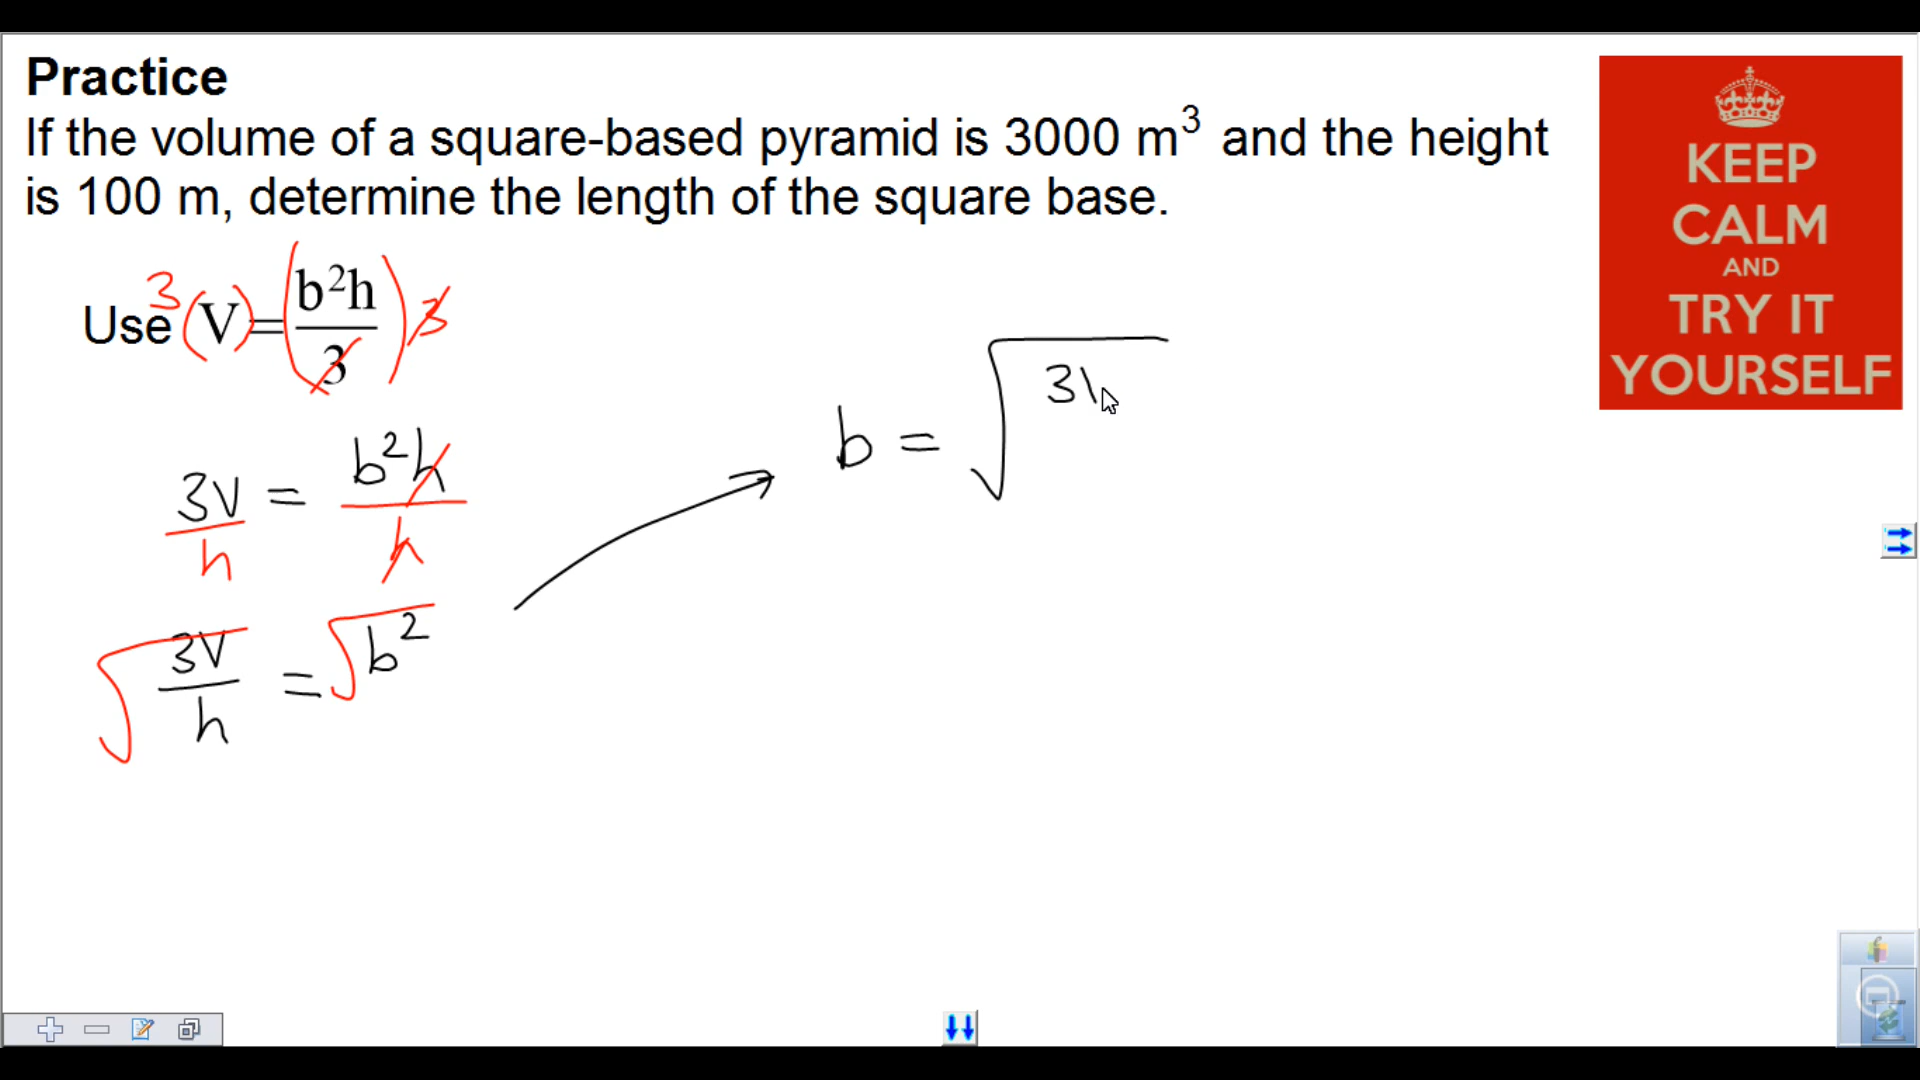 Practice
If the volume of a square-based pyramid is 3000 m³ and the height
is 100 m, determine the length of the square base.
Use 3(V)=(b²h/3)3
3V/h = b²h/h
√(3V/h) = √b²
b = √3\
KEEP
CALM
AND
TRY IT
YOURSELF